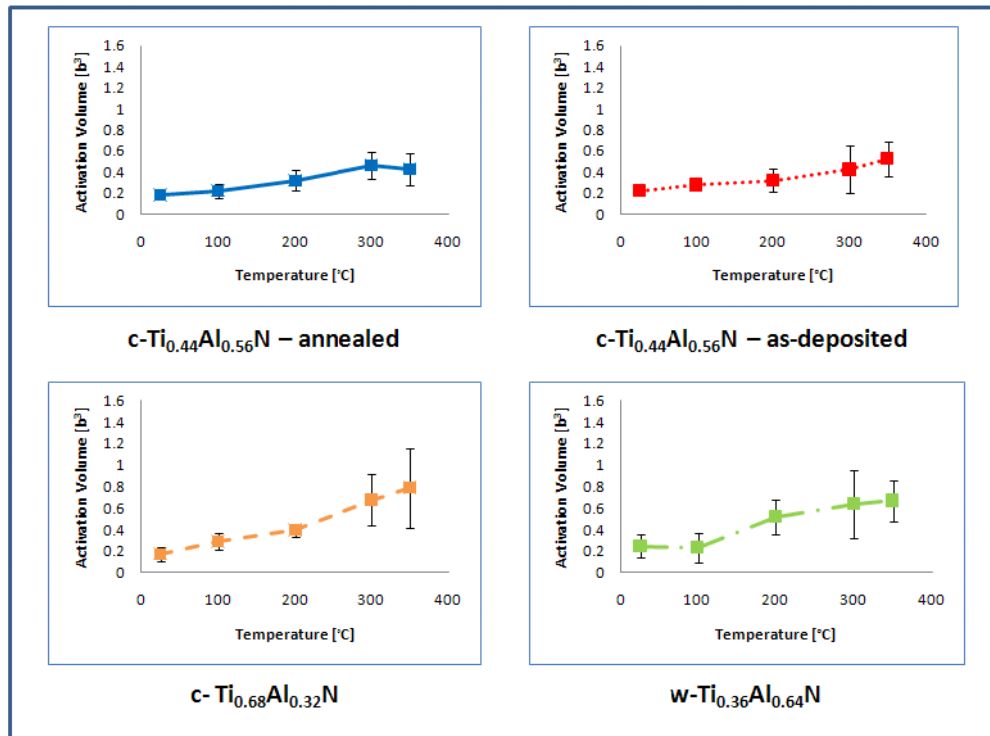 Activation Volume [b³]
1.6
1.4
1.2
1
0.8
0.6
0.4
0.2
0
0 100 200 300 400
Temperature [°C]
c-Ti₀.₄₄Al₀.₅₆N – annealed
Activation Volume [b³]
1.6
1.4
1.2
1
0.8
0.6
0.4
0.2
0
0 100 200 300 400
Temperature [°C]
c-Ti₀.₄₄Al₀.₅₆N – as-deposited
Activation Volume [b³]
1.6
1.4
1.2
1
0.8
0.6
0.4
0.2
0
0 100 200 300 400
Temperature [°C]
c- Ti₀.₆₈Al₀.₃₂N
Activation Volume [b³]
1.6
1.4
1.2
1
0.8
0.6
0.4
0.2
0
0 100 200 300 400
Temperature [°C]
w-Ti₀.₃₆Al₀.₆₄N